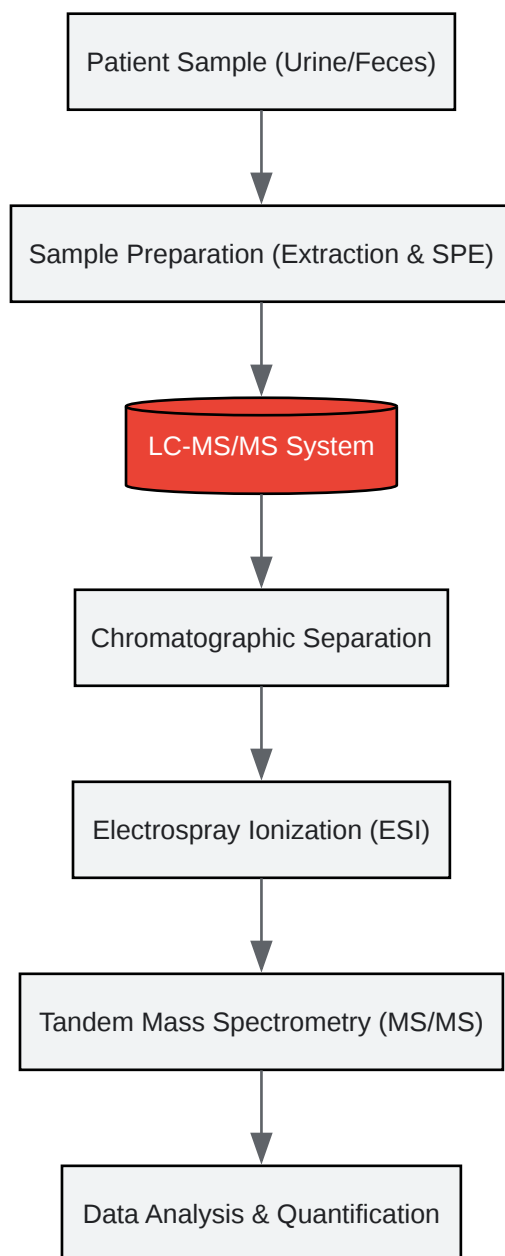 Patient Sample (Urine/Feces)
Sample Preparation (Extraction & SPE)
LC-MS/MS System
Chromatographic Separation
Electrospray Ionization (ESI)
Tandem Mass Spectrometry (MS/MS)
Data Analysis & Quantification